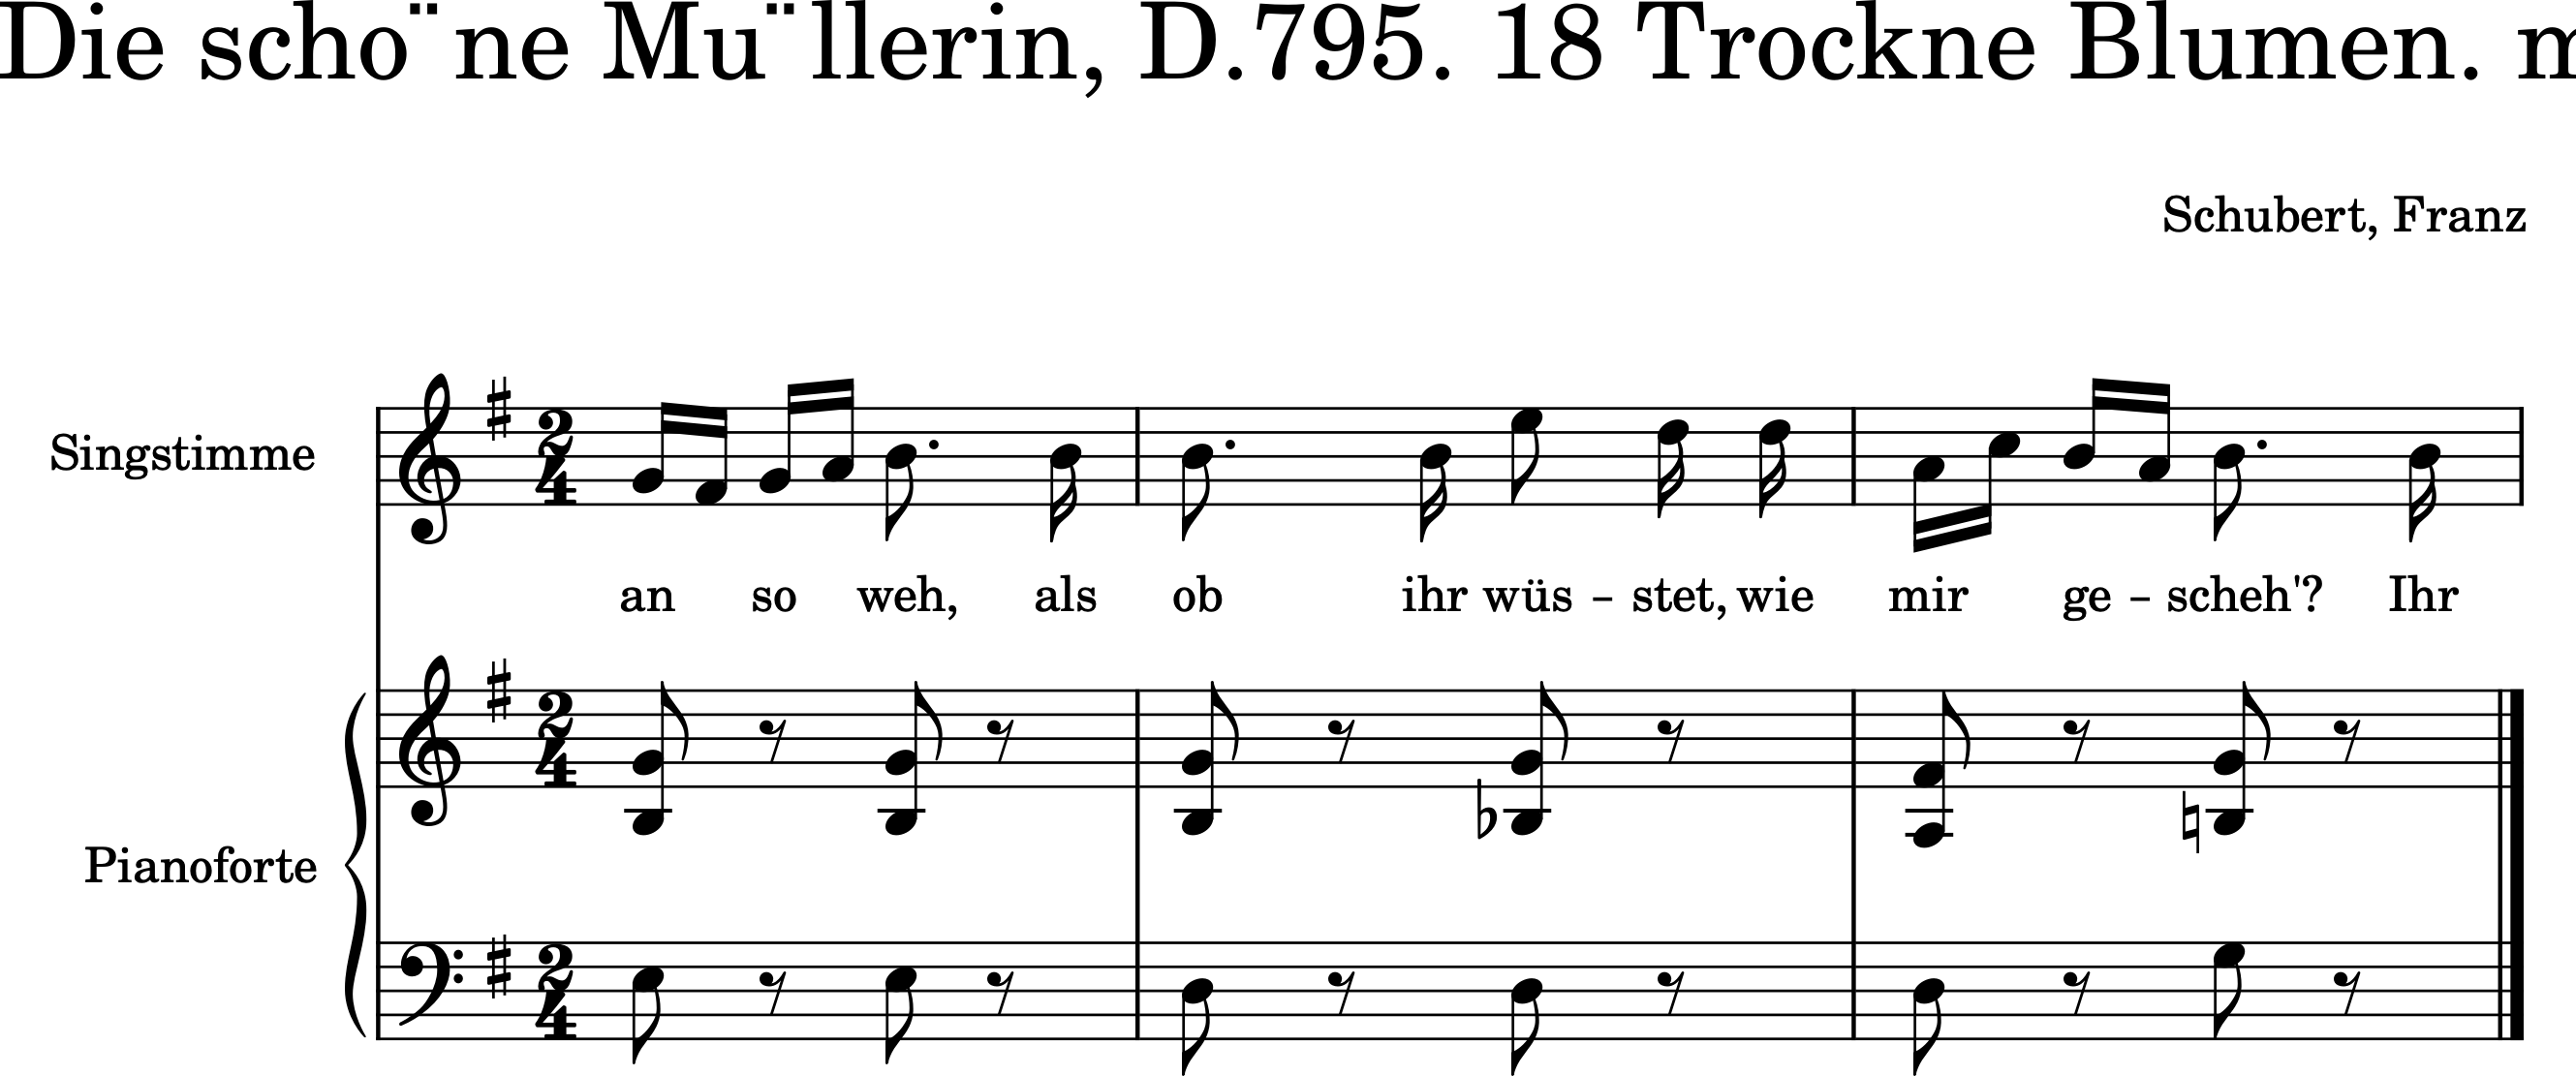 Die scho¨ne Mu¨llerin, D.795. 18 Trockne Blumen. m
Schubert, Franz
Singstimme
an so weh, als ob ihr wüs - stet, wie mir ge - scheh'? Ihr
Pianoforte